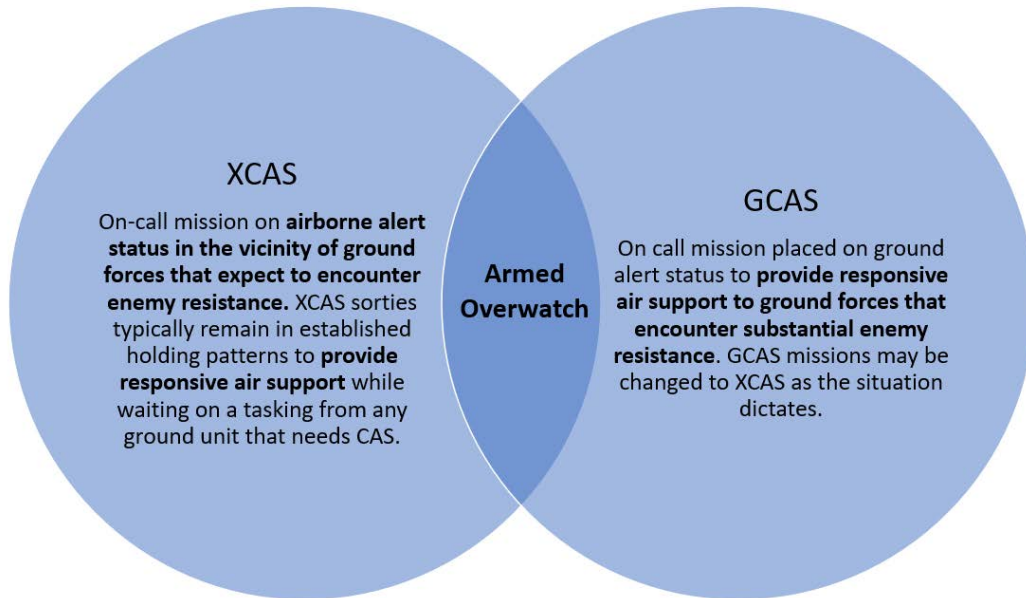 XCAS
On-call mission on airborne alert
status in the vicinity of ground
forces that expect to encounter
enemy resistance. XCAS sorties
typically remain in established
holding patterns to provide
responsive air support while
waiting on a tasking from any
ground unit that needs CAS.
Armed
Overwatch
GCAS
On call mission placed on ground
alert status to provide responsive
air support to ground forces that
encounter substantial enemy
resistance. GCAS missions may be
changed to XCAS as the situation
dictates.